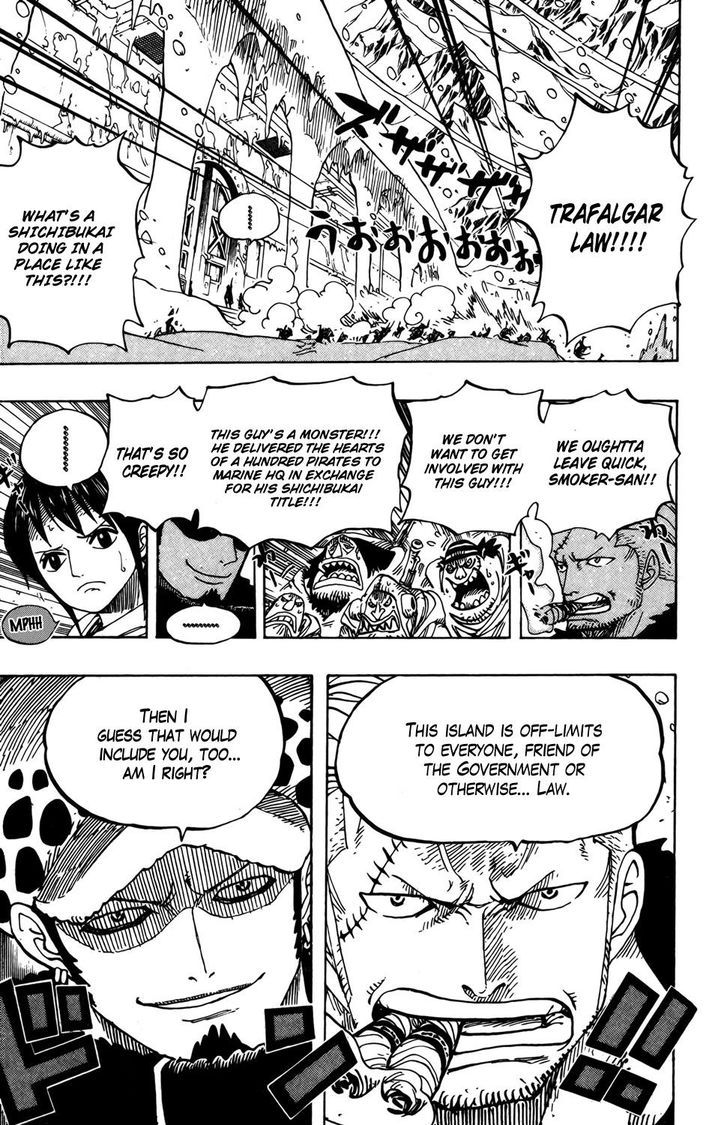 TRAFALGAR
LAW!!!!
ズザザザザ
うおおおおおおお
WHAT'S A
SHICHIBUKAI
DOING IN A
PLACE LIKE
THIS?!!!
WE OUGHTTA
LEAVE QUICK,
SMOKER-SAN!!
WE DON'T
WANT TO GET
INVOLVED WITH
THIS GUY!!!
THIS GUY'S A MONSTER!!!
HE DELIVERED THE HEARTS
OF A HUNDRED PIRATES TO
MARINE HQ IN EXCHANGE
FOR HIS SHICHIBUKAI
TITLE!!!
THAT'S SO
CREEPY!!
MPHH
THIS ISLAND IS OFF-LIMITS
TO EVERYONE, FRIEND OF
THE GOVERNMENT OR
OTHERWISE... LAW.
THEN I
GUESS THAT WOULD
INCLUDE YOU, TOO...
AM I RIGHT?